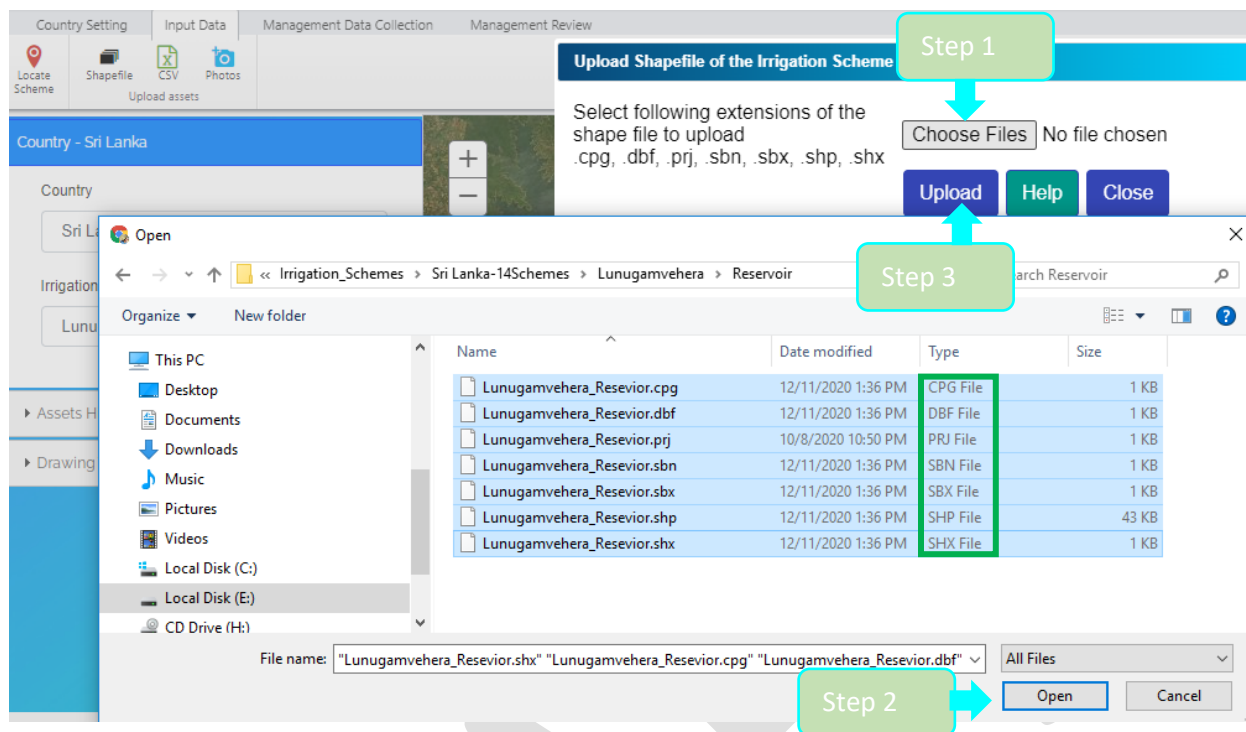 Country Setting
Input Data
Management Data Collection
Management Review
Locate
Scheme
Shapefile
CSV
Photos
Upload assets
Upload Shapefile of the Irrigation Scheme
Step 1
Select following extensions of the
shape file to upload
.cpg, .dbf, .prj, .sbn, .sbx, .shp, .shx
Choose Files No file chosen
Upload
Help
Close
Step 3
Country - Sri Lanka
Country
Sri L
Irrigation
Lunu
Assets H
Drawing
Open
« Irrigation_Schemes › Sri Lanka-14Schemes › Lunugamvehera › Reservoir
arch Reservoir
Organize
New folder
This PC
Desktop
Documents
Downloads
Music
Pictures
Videos
Local Disk (C:)
Local Disk (E:)
CD Drive (H:)
Name Date modified Type Size
Lunugamvehera_Resevior.cpg 12/11/2020 1:36 PM CPG File 1 KB
Lunugamvehera_Resevior.dbf 12/11/2020 1:36 PM DBF File 1 KB
Lunugamvehera_Resevior.prj 10/8/2020 10:50 PM PRJ File 1 KB
Lunugamvehera_Resevior.sbn 12/11/2020 1:36 PM SBN File 1 KB
Lunugamvehera_Resevior.sbx 12/11/2020 1:36 PM SBX File 1 KB
Lunugamvehera_Resevior.shp 12/11/2020 1:36 PM SHP File 43 KB
Lunugamvehera_Resevior.shx 12/11/2020 1:36 PM SHX File 1 KB
File name: "Lunugamvehera_Resevior.shx" "Lunugamvehera_Resevior.cpg" "Lunugamvehera_Resevior.dbf"
All Files
Step 2
Open
Cancel